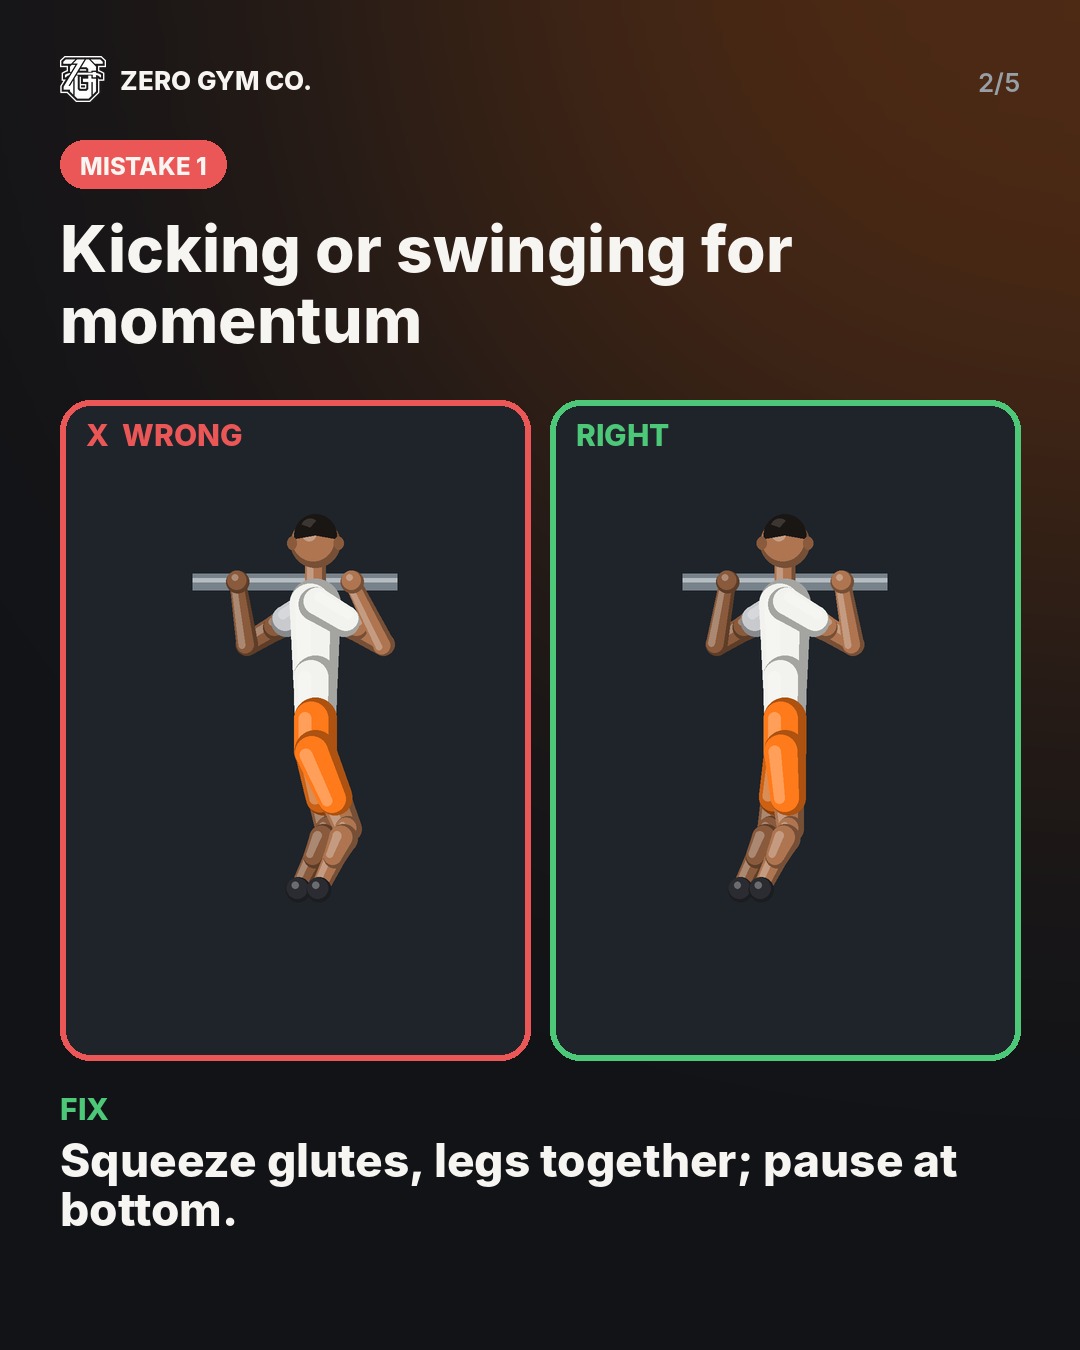 ZERO GYM CO.
2/5
MISTAKE 1
Kicking or swinging for
momentum
X WRONG
RIGHT
FIX
Squeeze glutes, legs together; pause at
bottom.